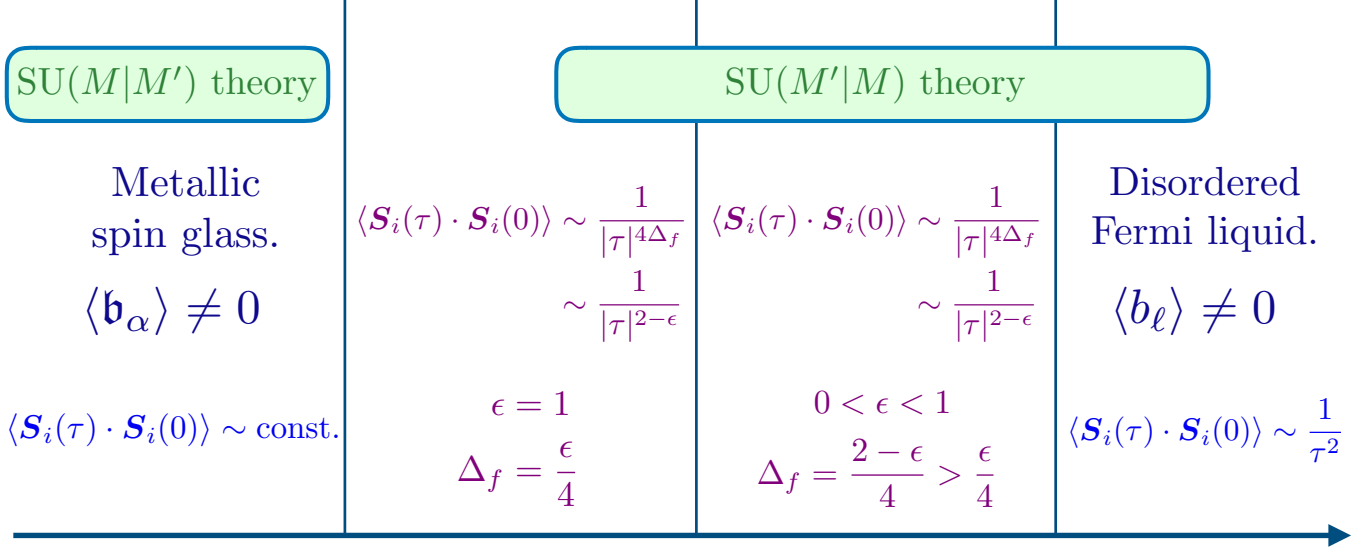 SU(M|M′) theory
SU(M′|M) theory
Metallic
spin glass.
⟨𝔟_α⟩ ≠ 0
⟨𝑺_i(τ) · 𝑺_i(0)⟩ ∼ const.
⟨𝑺_i(τ) · 𝑺_i(0)⟩ ∼ 1/|τ|^{4Δ_f}
∼ 1/|τ|^{2−ϵ}
ϵ = 1
Δ_f = ϵ/4
⟨𝑺_i(τ) · 𝑺_i(0)⟩ ∼ 1/|τ|^{4Δ_f}
∼ 1/|τ|^{2−ϵ}
0 < ϵ < 1
Δ_f = (2 − ϵ)/4 > ϵ/4
Disordered
Fermi liquid.
⟨b_ℓ⟩ ≠ 0
⟨𝑺_i(τ) · 𝑺_i(0)⟩ ∼ 1/τ^2